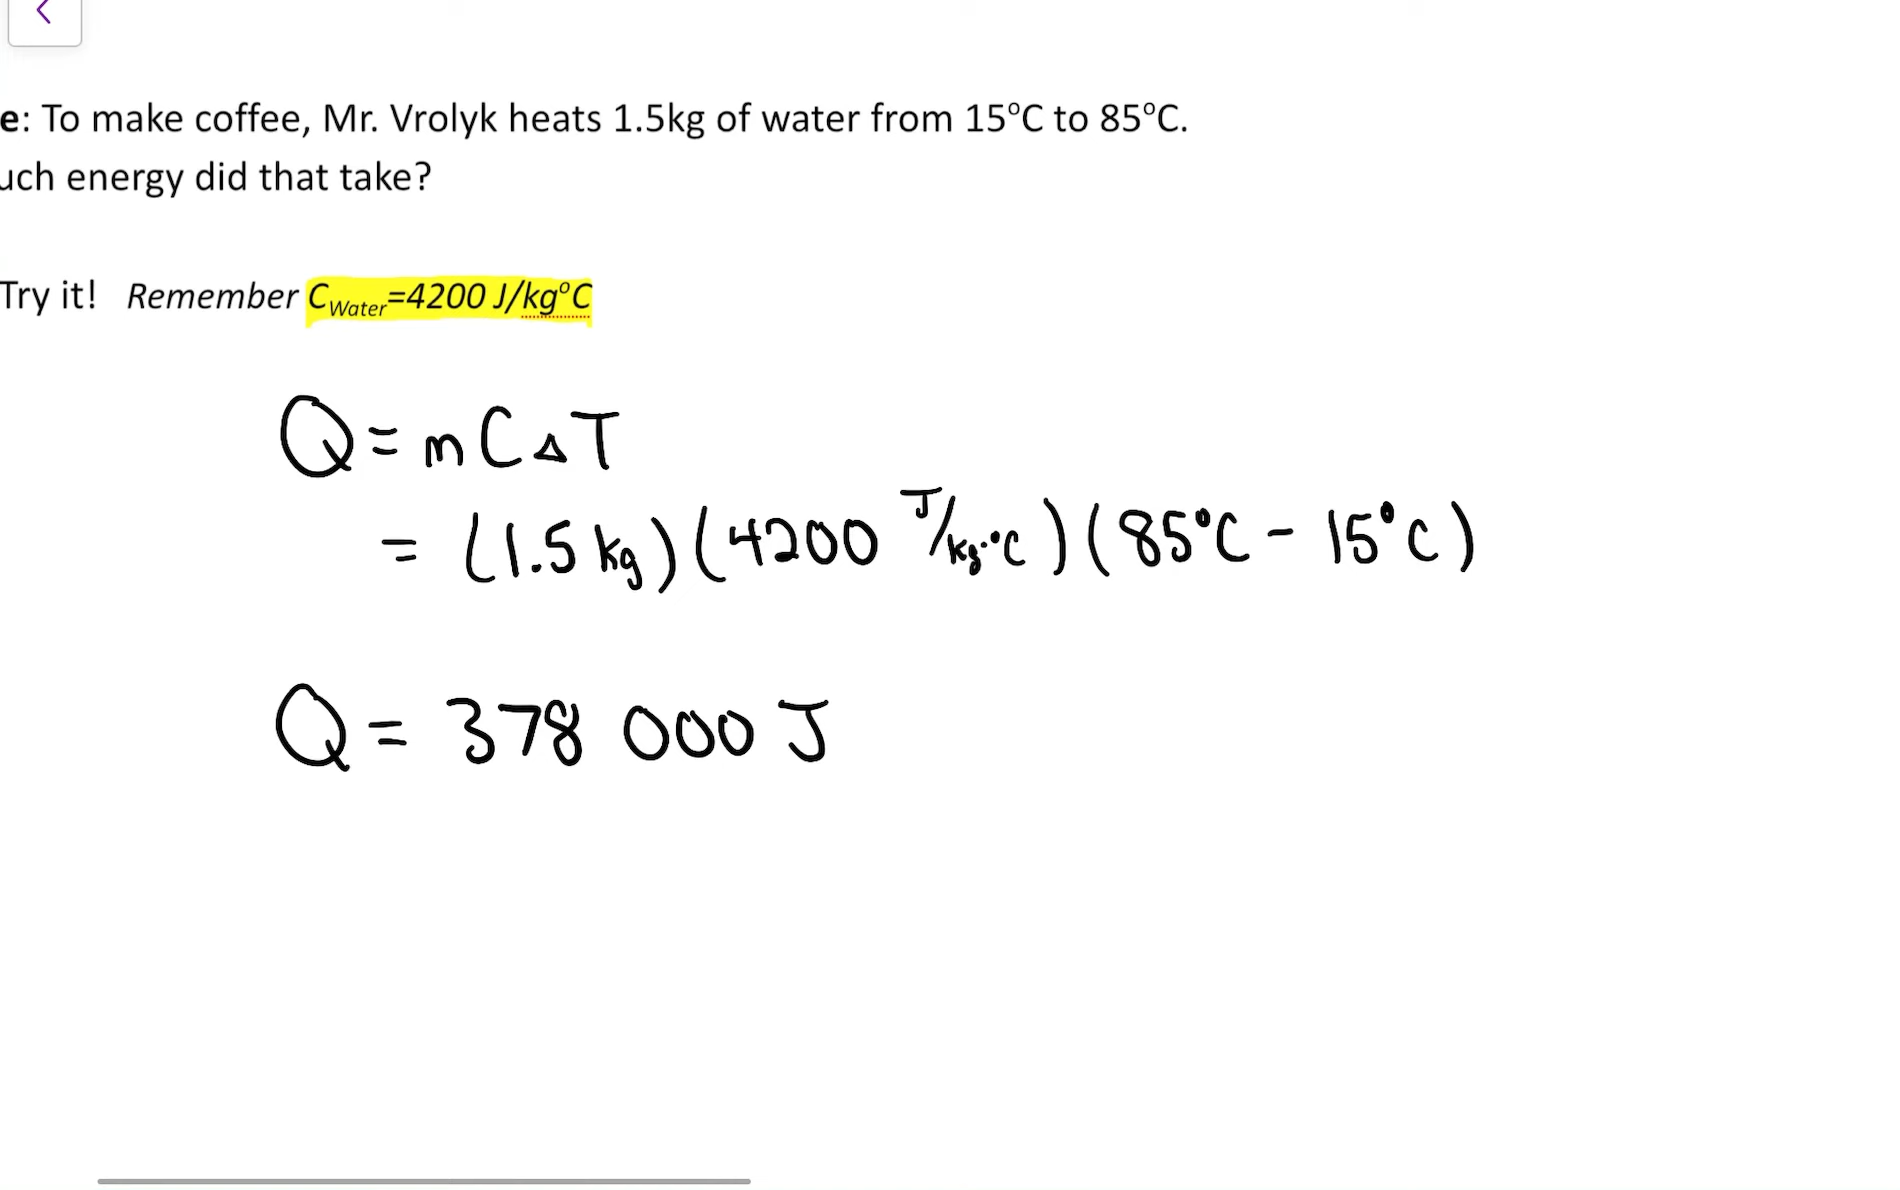 e: To make coffee, Mr. Vrolyk heats 1.5kg of water from 15°C to 85°C.
uch energy did that take?
Try it! Remember C_Water=4200 J/kg°C
Q = mCΔT
= (1.5 kg)(4200 J/kg·°C)(85°C - 15°C)
Q = 378 000 J